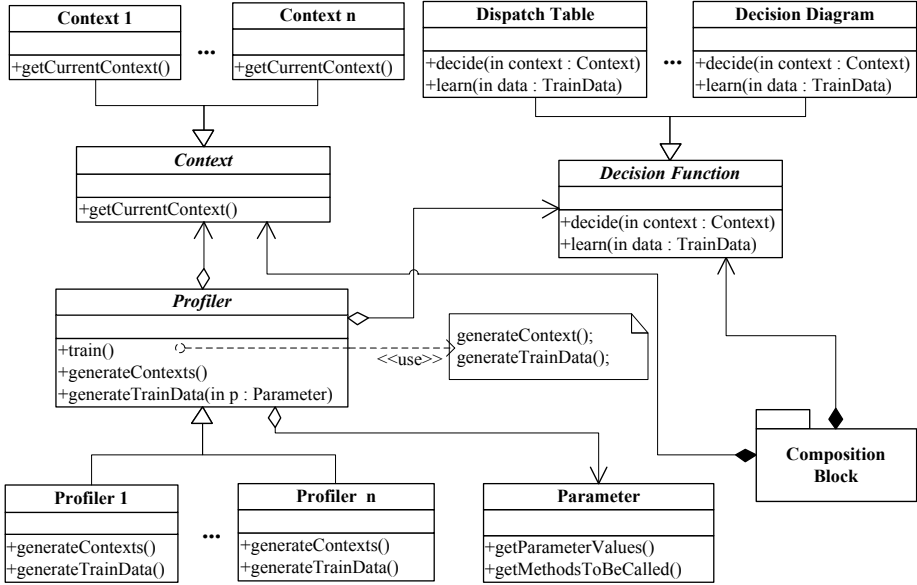 Context 1
+getCurrentContext()
...
Context n
+getCurrentContext()
Dispatch Table
+decide(in context : Context)
+learn(in data : TrainData)
...
Decision Diagram
+decide(in context : Context)
+learn(in data : TrainData)
Context
+getCurrentContext()
Decision Function
+decide(in context : Context)
+learn(in data : TrainData)
Profiler
+train()
+generateContexts()
+generateTrainData(in p : Parameter)
<<use>>
generateContext();
generateTrainData();
Composition
Block
Profiler 1
+generateContexts()
+generateTrainData()
...
Profiler n
+generateContexts()
+generateTrainData()
Parameter
+getParameterValues()
+getMethodsToBeCalled()